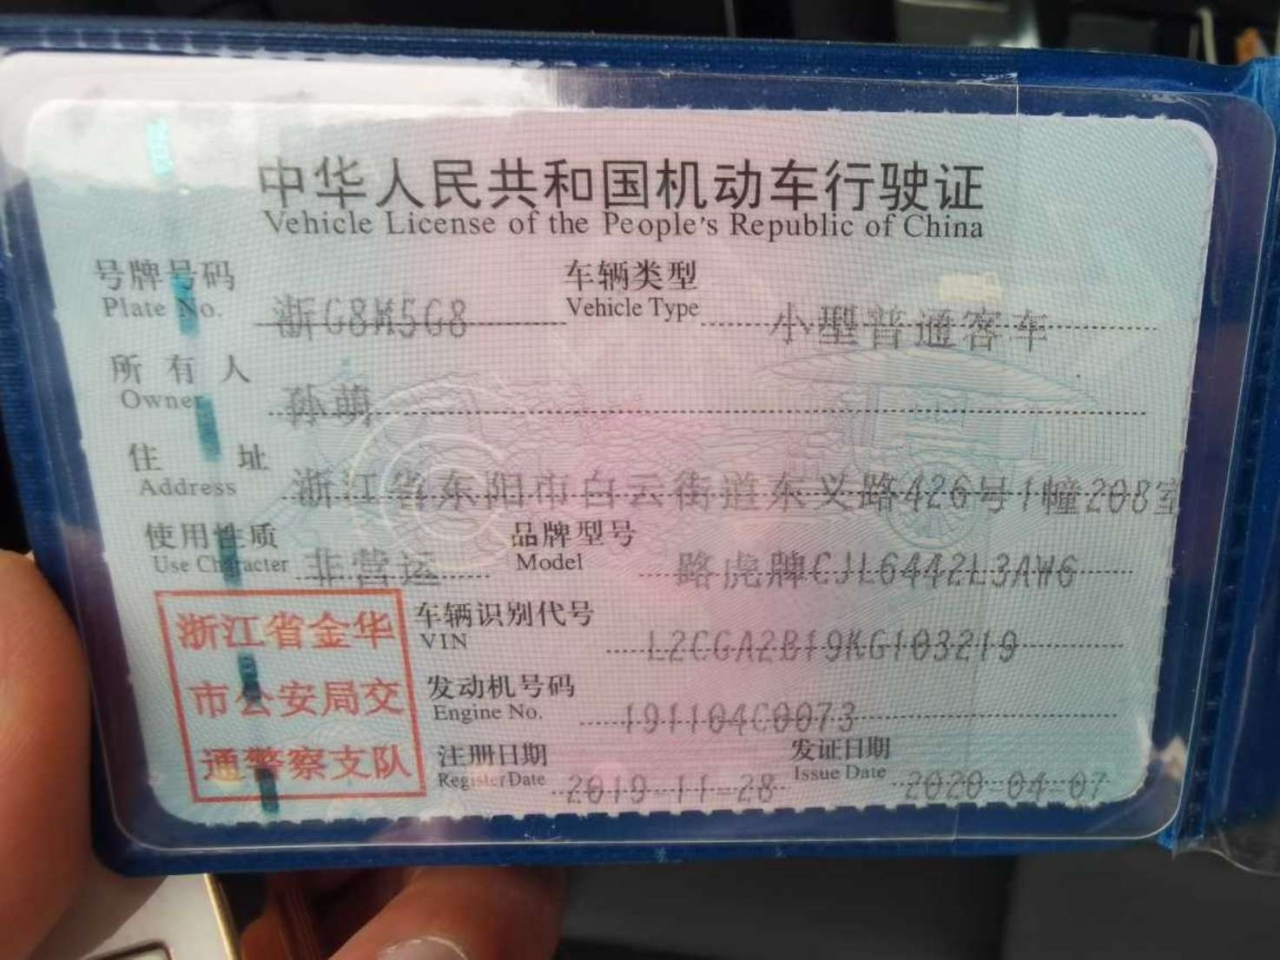 中华人民共和国机动车行驶证
Vehicle License of the People's Republic of China
号牌号码 车辆类型
Plate No. 浙G8M5G8 Vehicle Type 小型普通客车
所有人
Owner 孙萌
住址
Address 浙江省东阳市白云街道东义路426号1幢208室
使用性质 品牌型号
Use Character 非营运 Model 路虎牌CJL6442L3AW6
浙江省金华
市公安局交
通警察支队
车辆识别代号
VIN L2CGA2B19KG103219
发动机号码
Engine No. 191104C0073
注册日期 发证日期
Register Date 2019-11-28 Issue Date 2020-04-07